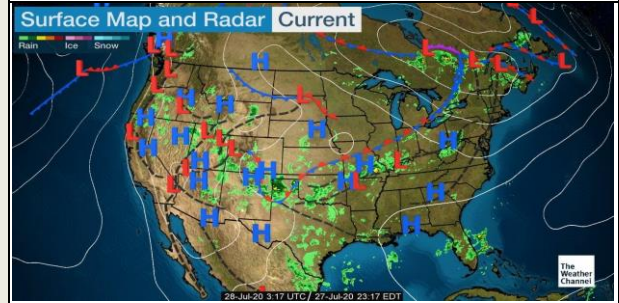 Surface Map and Radar Current
Rain Ice Snow
L H L L L L H L L L L
L H H L H H L L H H L L L H H H L H H H H L H L H H L H H H H
The
Weather
Channel
28-Jul-20 3:17 UTC / 27-Jul-20 23:17 EDT